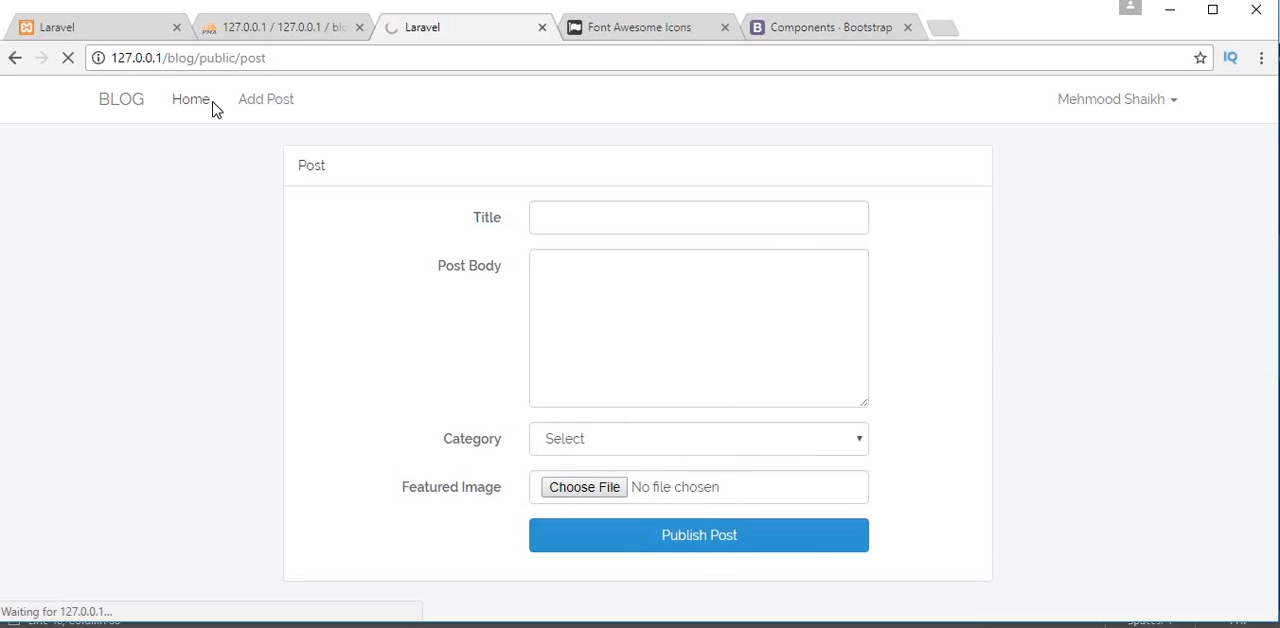 Laravel
127.0.0.1 / 127.0.0.1 / blo
Laravel
Font Awesome Icons
Components · Bootstrap
127.0.0.1/blog/public/post
IQ
BLOG Home Add Post Mehmood Shaikh
Post
Title
Post Body
Category Select
Featured Image Choose File No file chosen
Publish Post
Waiting for 127.0.0.1...